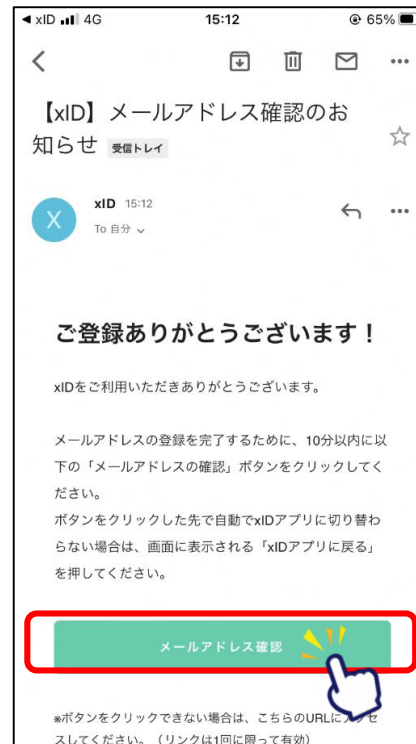 ◀ xID 4G 15:12 65%
【xID】メールアドレス確認のお
知らせ 受信トレイ
X
xID 15:12
To 自分
ご登録ありがとうございます！
xIDをご利用いただきありがとうございます。
メールアドレスの登録を完了するために、10分以内に以
下の「メールアドレスの確認」ボタンをクリックしてく
ださい。
ボタンをクリックした先で自動でxIDアプリに切り替わ
らない場合は、画面に表示される「xIDアプリに戻る」
を押してください。
メールアドレス確認
※ボタンをクリックできない場合は、こちらのURLにアクセ
スしてください。（リンクは1回に限って有効）